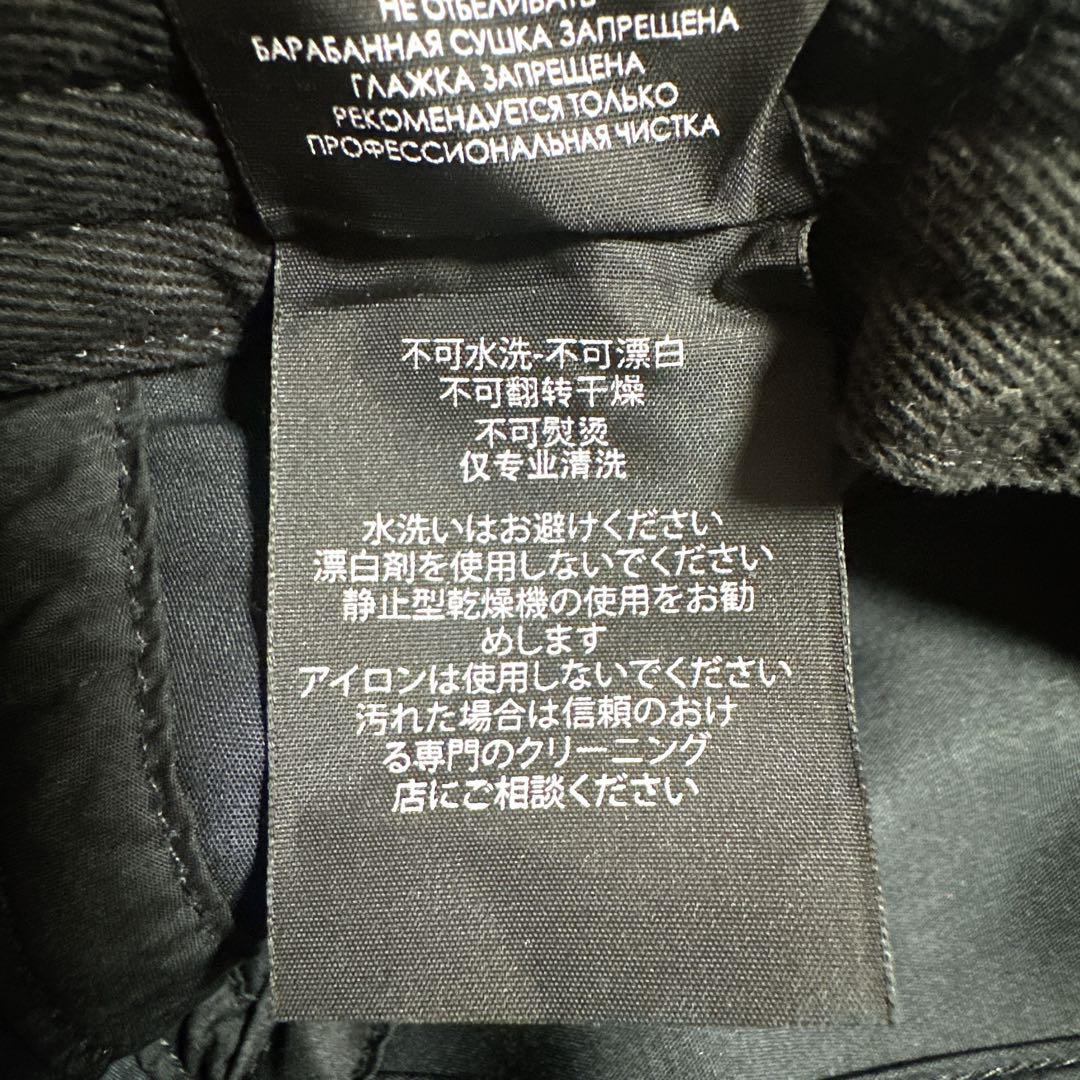 НЕ ОТБЕЛИВАТЬ
БАРАБАННАЯ СУШКА ЗАПРЕЩЕНА
ГЛАЖКА ЗАПРЕЩЕНА
РЕКОМЕНДУЕТСЯ ТОЛЬКО
ПРОФЕССИОНАЛЬНАЯ ЧИСТКА
不可水洗-不可漂白
不可翻转干燥
不可熨烫
仅专业清洗
水洗いはお避けください
漂白剤を使用しないでください
静止型乾燥機の使用をお勧
めします
アイロンは使用しないでください
汚れた場合は信頼のおけ
る専門のクリーニング
店にご相談ください